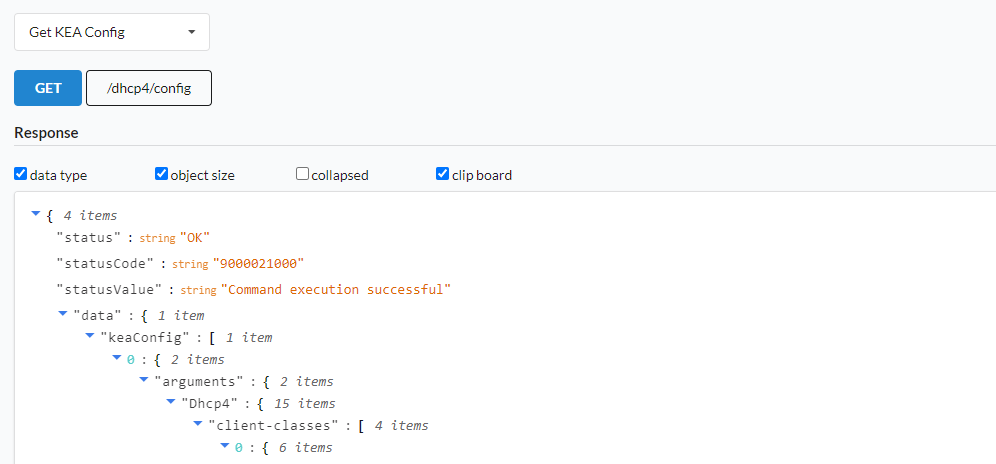 Get KEA Config
GET /dhcp4/config
Response
data type object size collapsed clip board
{ 4 items
"status" : string "OK"
"statusCode" : string "9000021000"
"statusValue" : string "Command execution successful"
"data" : { 1 item
"keaConfig" : [ 1 item
0 : { 2 items
"arguments" : { 2 items
"Dhcp4" : { 15 items
"client-classes" : [ 4 items
0 : { 6 items